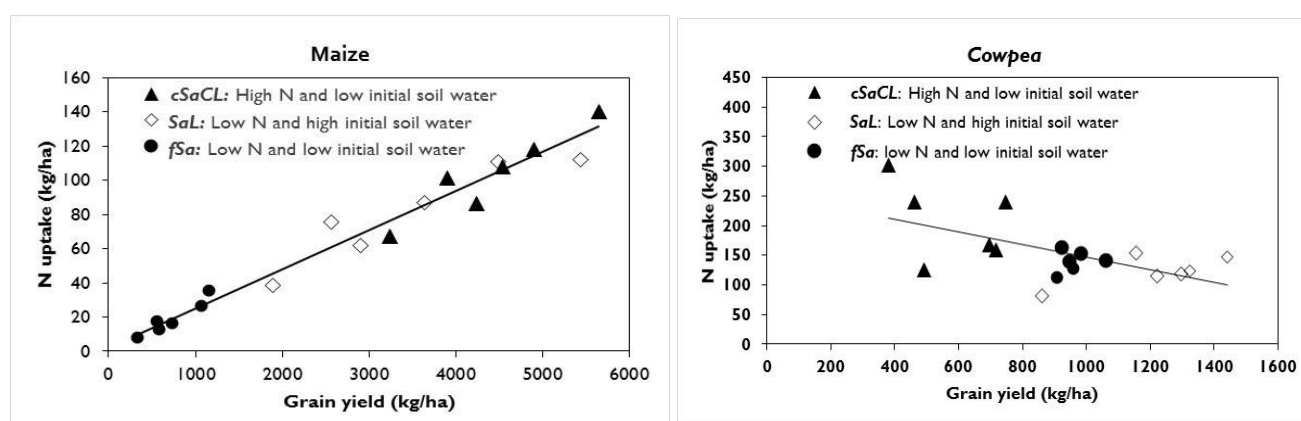 Maize
160
140
120
100
80
60
40
20
0
N uptake (kg/ha)
cSaCL: High N and low initial soil water
SaL: Low N and high initial soil water
fSa: Low N and low initial soil water
0 1000 2000 3000 4000 5000 6000
Grain yield (kg/ha)
Cowpea
450
400
350
300
250
200
150
100
50
0
N uptake (kg/ha)
cSaCL: High N and low initial soil water
SaL: Low N and high initial soil water
fSa: low N and low initial soil water
0 200 400 600 800 1000 1200 1400 1600
Grain yield (kg/ha)